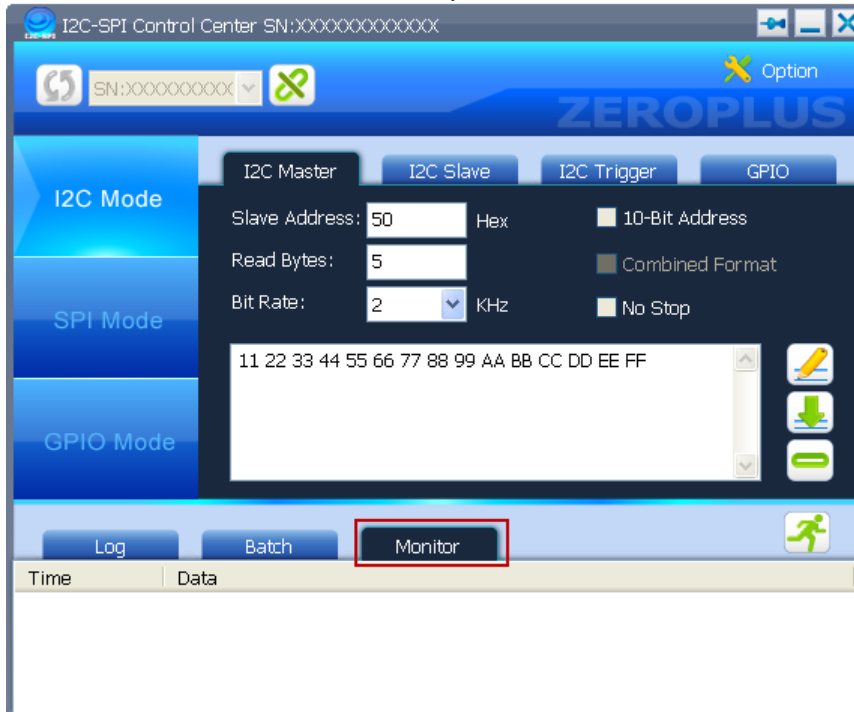 I2C-SPI Control Center SN:XXXXXXXXXXXXX
I2C-SPI
SN:XXXXXXXXX
Option
ZEROPLUS
I2C Mode
SPI Mode
GPIO Mode
I2C Master I2C Slave I2C Trigger GPIO
Slave Address: 50 Hex 10-Bit Address
Read Bytes: 5 Combined Format
Bit Rate: 2 KHz No Stop
11 22 33 44 55 66 77 88 99 AA BB CC DD EE FF
Log Batch Monitor
Time Data